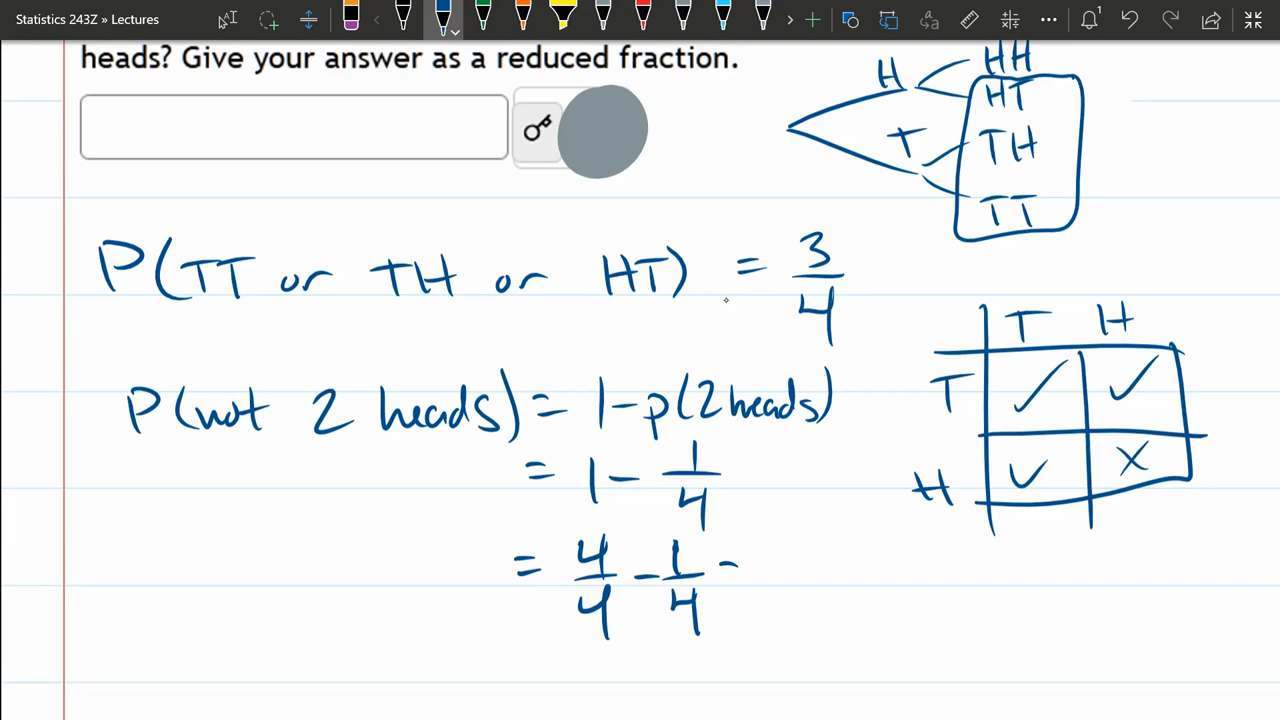 Statistics 243Z » Lectures
heads? Give your answer as a reduced fraction.
H HH
HT
T TH
TT
P(TT or TH or HT) = 3/4
T H
T ✓ ✓
H ✓ X
P(not 2 heads) = 1 - p(2 heads)
= 1 - 1/4
= 4/4 - 1/4 -